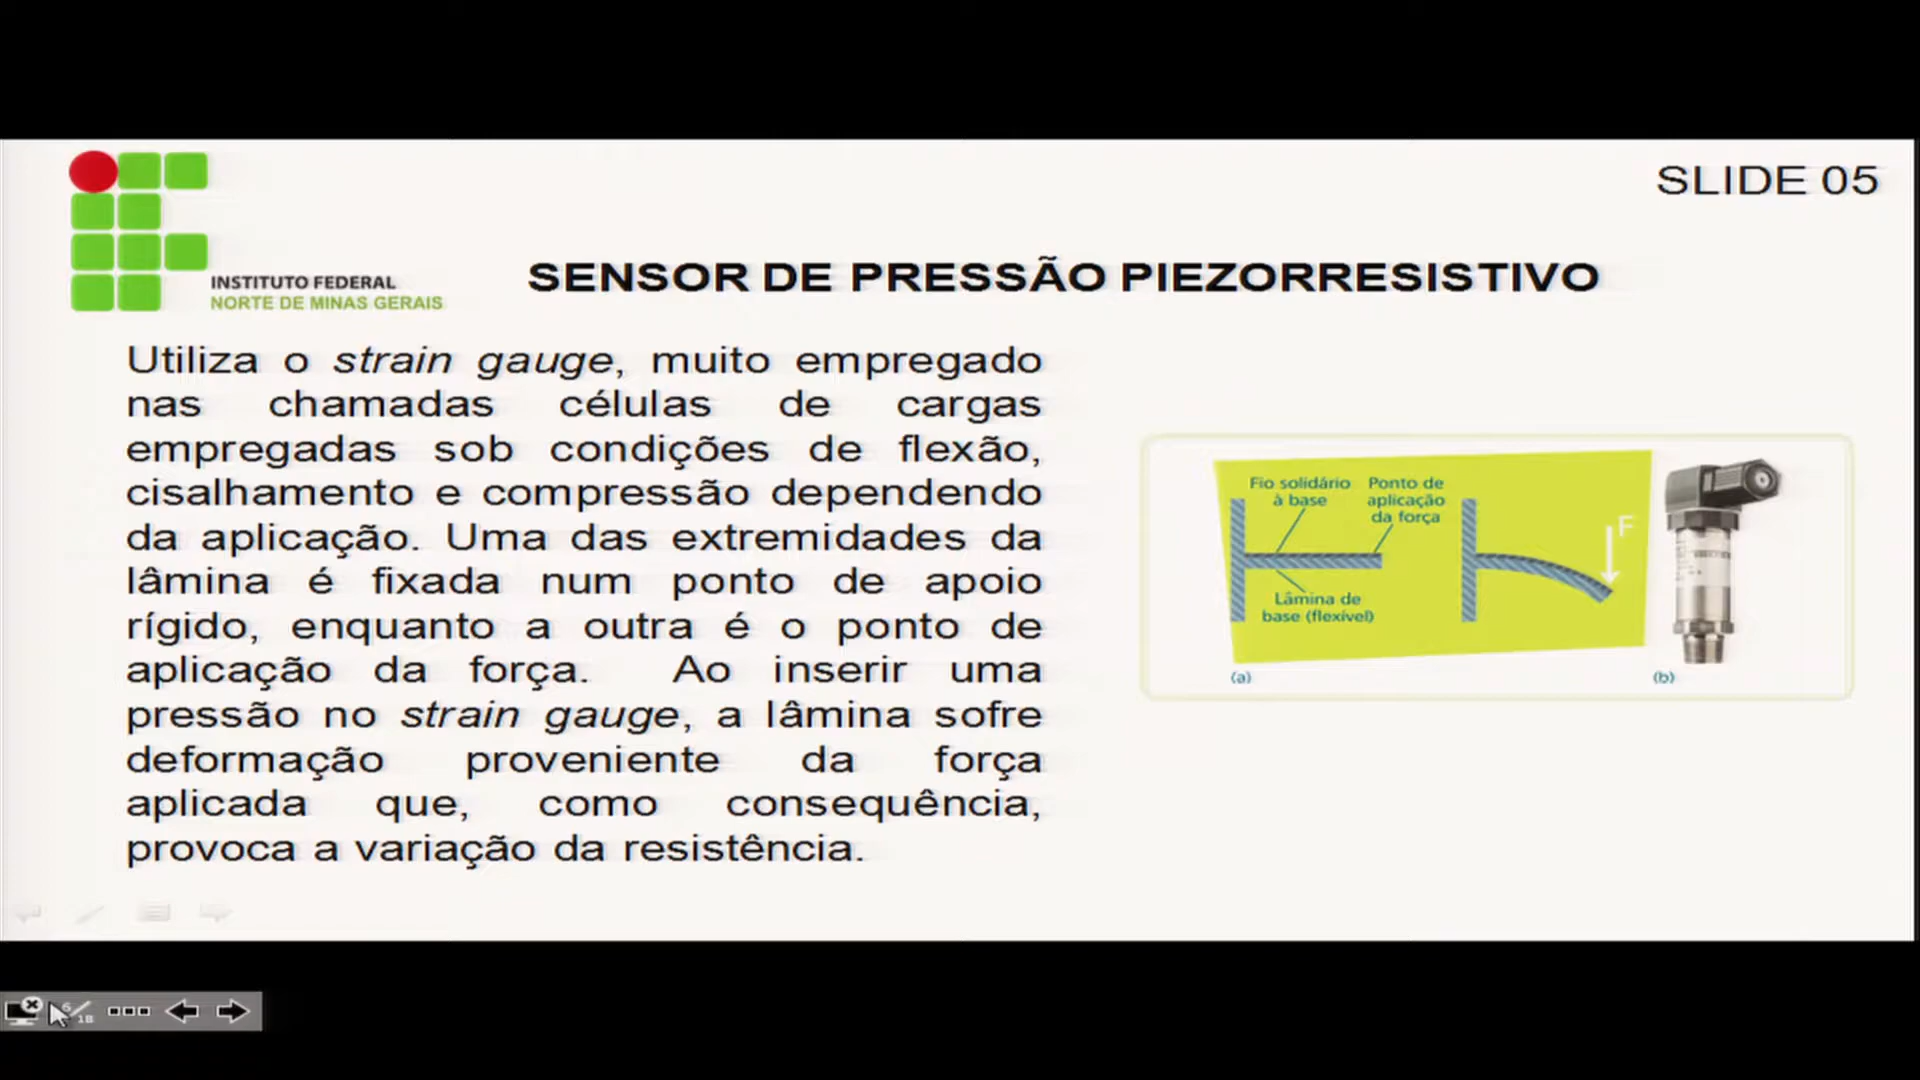 SLIDE 05
INSTITUTO FEDERAL
NORTE DE MINAS GERAIS
SENSOR DE PRESSÃO PIEZORRESISTIVO
Utiliza o strain gauge, muito empregado
nas chamadas células de cargas
empregadas sob condições de flexão,
cisalhamento e compressão dependendo
da aplicação. Uma das extremidades da
lâmina é fixada num ponto de apoio
rígido, enquanto a outra é o ponto de
aplicação da força. Ao inserir uma
pressão no strain gauge, a lâmina sofre
deformação proveniente da força
aplicada que, como consequência,
provoca a variação da resistência.
Fio solidário
à base
Ponto de
aplicação
da força
Lâmina de
base (flexível)
F
(a)
(b)
6/18